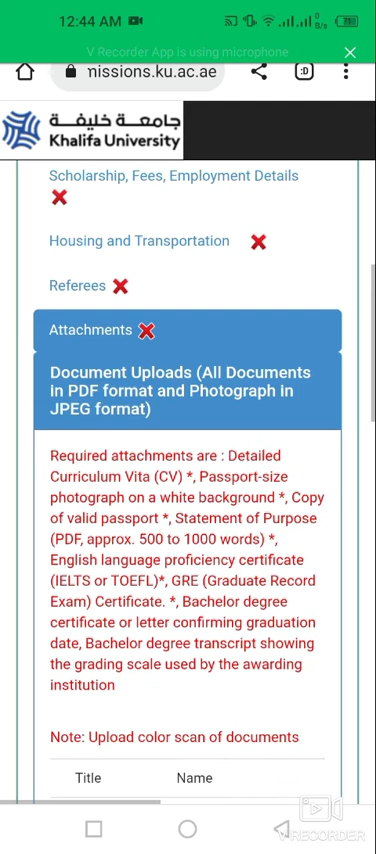 12:44 AM
0
B/s
V Recorder App is using microphone
nissions.ku.ac.ae
:D
جامعة خليفة
Khalifa University
Scholarship, Fees, Employment Details
Housing and Transportation
Referees
Attachments
Document Uploads (All Documents
in PDF format and Photograph in
JPEG format)
Required attachments are : Detailed
Curriculum Vita (CV) *, Passport-size
photograph on a white background *, Copy
of valid passport *, Statement of Purpose
(PDF, approx. 500 to 1000 words) *,
English language proficiency certificate
(IELTS or TOEFL)*, GRE (Graduate Record
Exam) Certificate. *, Bachelor degree
certificate or letter confirming graduation
date, Bachelor degree transcript showing
the grading scale used by the awarding
institution
Note: Upload color scan of documents
Title Name
V RECORDER